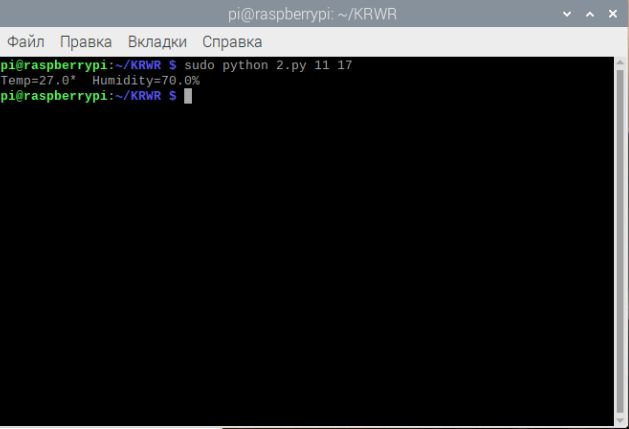 pi@raspberrypi: ~/KRWR
Файл Правка Вкладки Справка
pi@raspberrypi:~/KRWR $ sudo python 2.py 11 17
Temp=27.0*  Humidity=70.0%
pi@raspberrypi:~/KRWR $